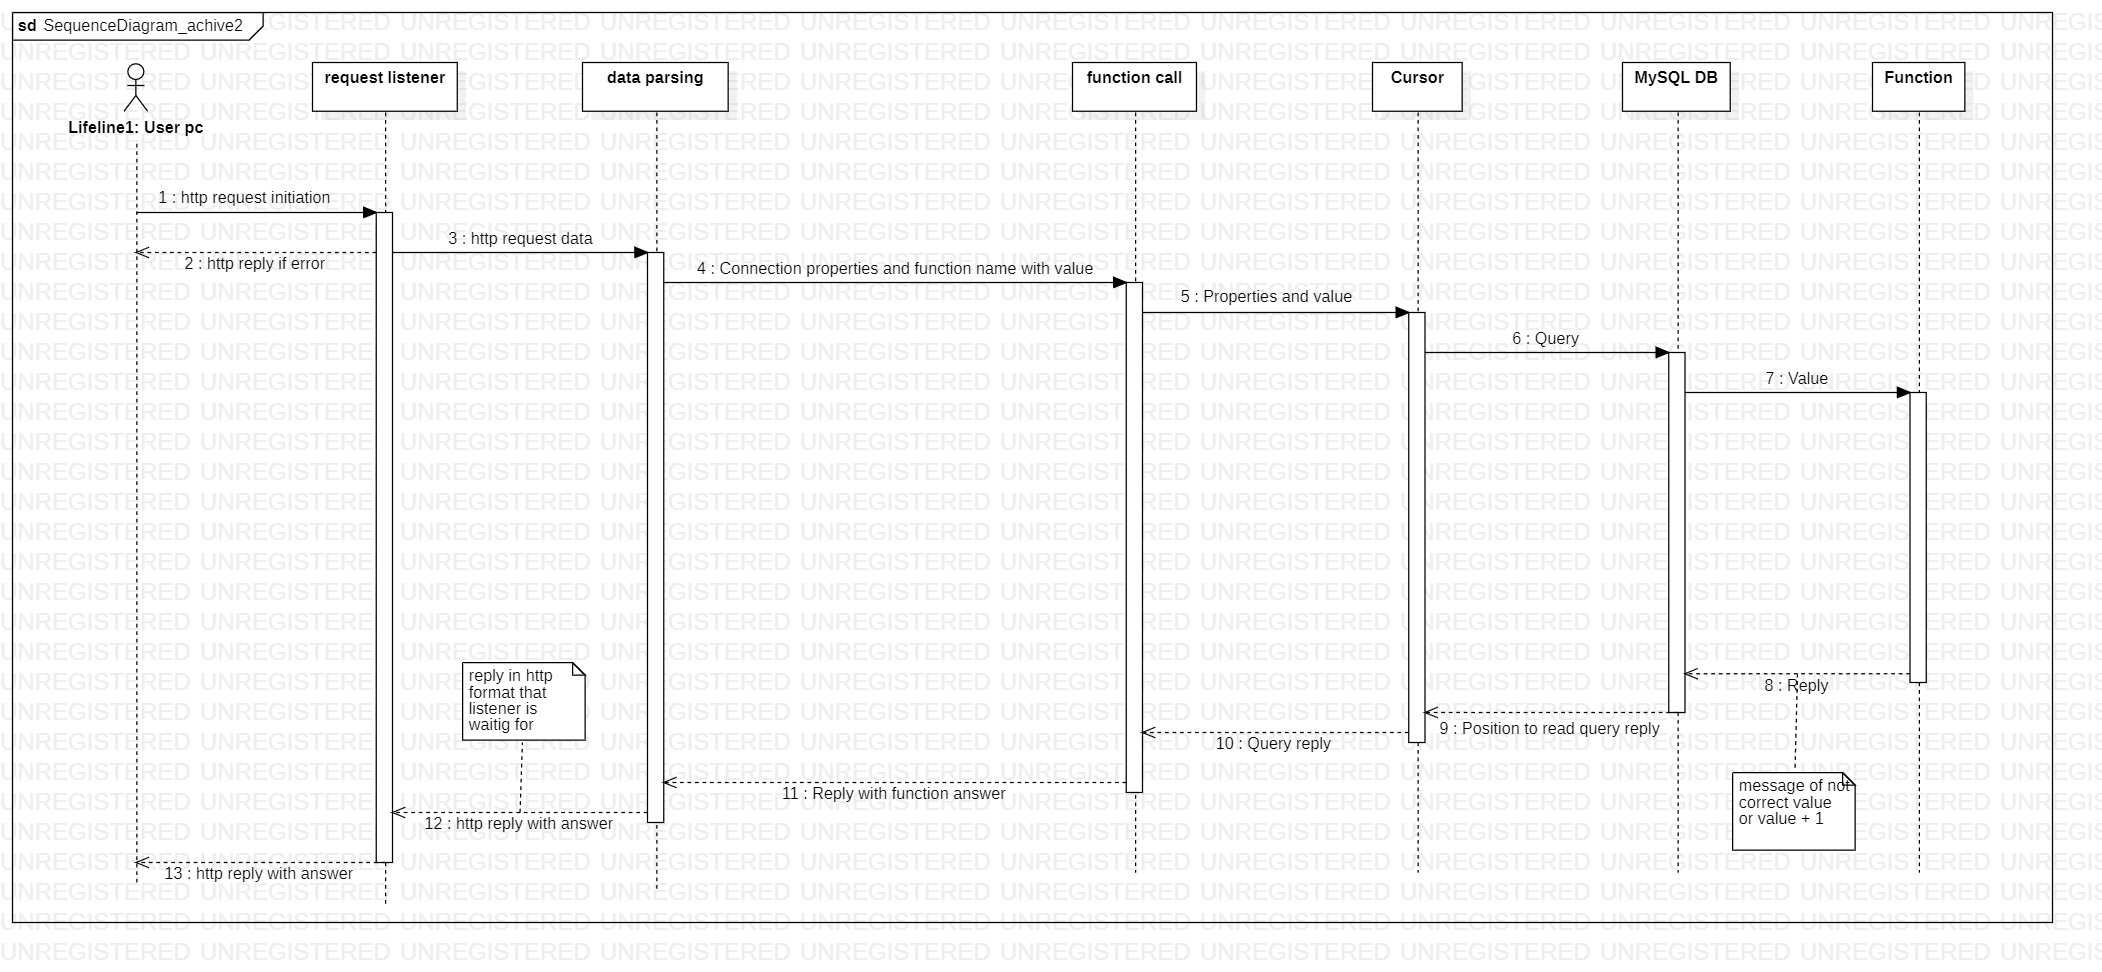 sd SequenceDiagram_achive2
Lifeline1: User pc
request listener
data parsing
function call
Cursor
MySQL DB
Function
1 : http request initiation
2 : http reply if error
3 : http request data
4 : Connection properties and function name with value
5 : Properties and value
6 : Query
7 : Value
8 : Reply
9 : Position to read query reply
10 : Query reply
11 : Reply with function answer
12 : http reply with answer
13 : http reply with answer
reply in http
format that
listener is
waitig for
message of not
correct value
or value + 1
UNREGISTERED